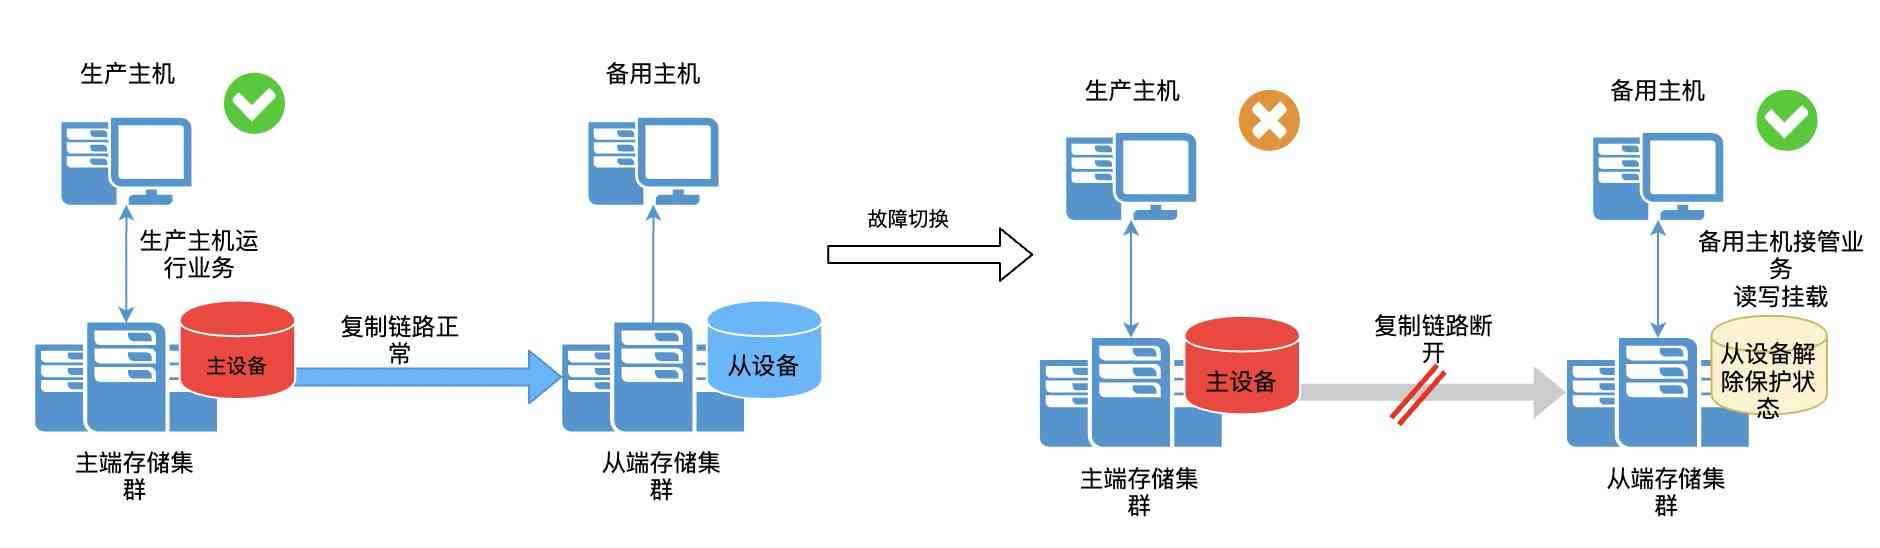 生产主机
备用主机
生产主机运
行业务
主设备
复制链路正
常
从设备
主端存储集
群
从端存储集
群
故障切换
生产主机
备用主机
备用主机接管业
务
读写挂载
主设备
复制链路断
开
从设备解
除保护状
态
主端存储集
群
从端存储集
群